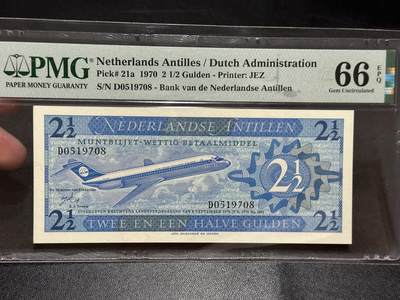 PMG
PAPER MONEY GUARANTY
Netherlands Antilles / Dutch Administration
Pick# 21a 1970 2 1/2 Gulden - Printer: JEZ
S/N D0519708 - Bank van de Nederlandse Antillen
66 EPQ
Gem Uncirculated
2½ NEDERLANDSE ANTILLEN 2½
MUNTBILJET-WETTIG BETAALMIDDEL
D0519708
2½
D0519708
2½ TWEE EN EEN HALVE GULDEN 2½